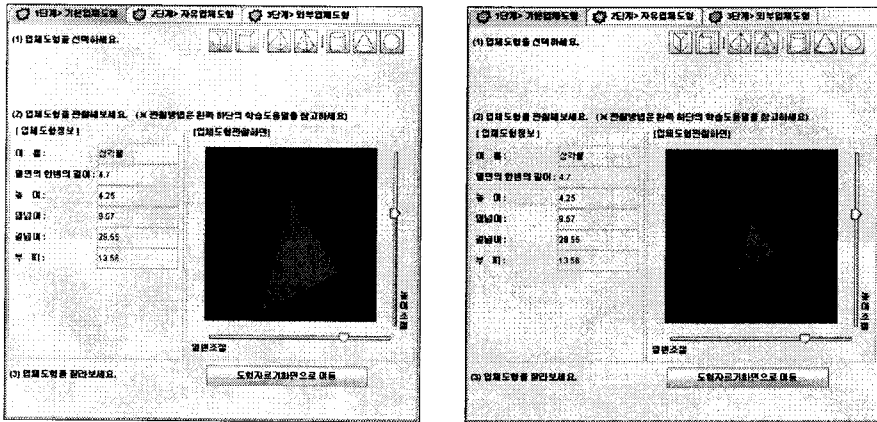 1단계> 기본입체도형 2단계> 자유입체도형 3단계> 외부입체도형
(1) 입체도형을 선택하세요.
(2) 입체도형을 관찰해보세요. (※ 관찰방법은 왼쪽 하단의 학습도움말을 참고하세요)
[ 입체도형정보 ] [입체도형관찰화면]
이 름 : 삼각뿔
밑면의 한변의 길이 : 4.7
높 이 : 4.25
밑넓이 : 9.57
겉넓이 : 28.55
부 피 : 13.56
높이조절
밑변조절
(3) 입체도형을 잘라보세요. 도형자르기화면으로 이동
1단계> 기본입체도형 2단계> 자유입체도형 3단계> 외부입체도형
(1) 입체도형을 선택하세요.
(2) 입체도형을 관찰해보세요. (※ 관찰방법은 왼쪽 하단의 학습도움말을 참고하세요)
[ 입체도형정보 ] [입체도형관찰화면]
이 름 : 삼각뿔
밑면의 한변의 길이 : 4.7
높 이 : 4.25
밑넓이 : 9.57
겉넓이 : 28.55
부 피 : 13.56
높이조절
밑변조절
(3) 입체도형을 잘라보세요. 도형자르기화면으로 이동